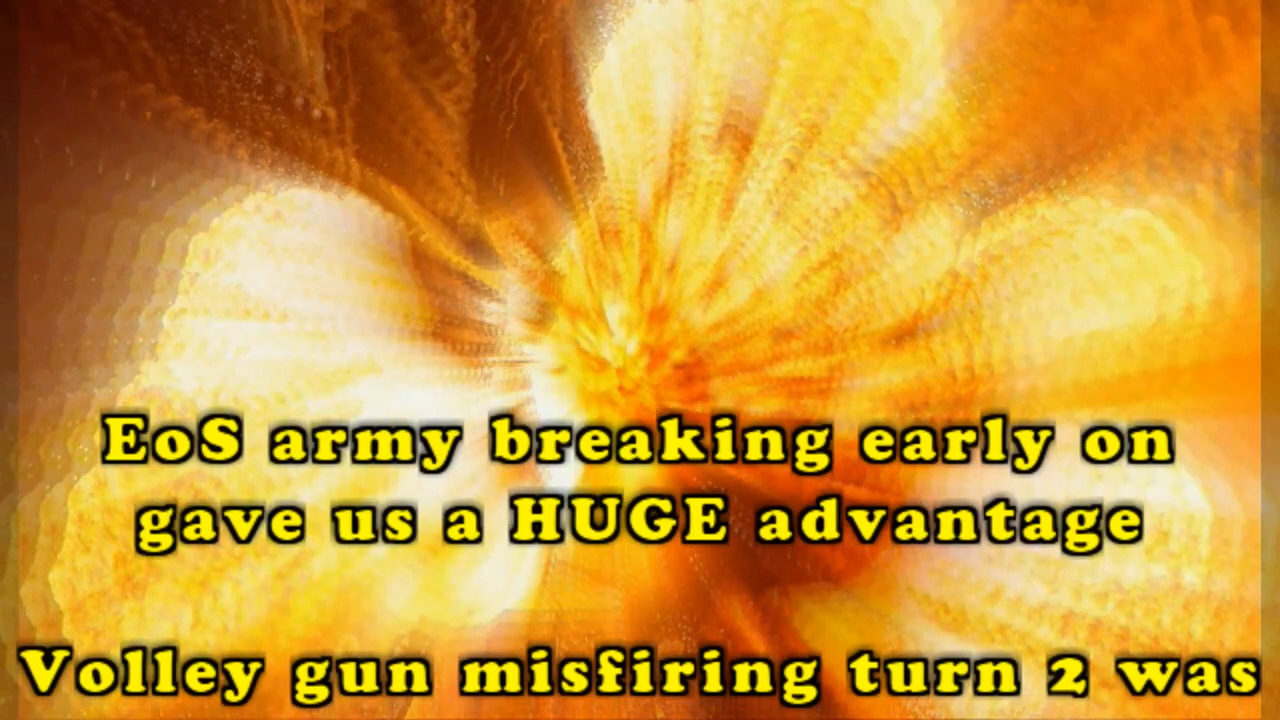 EoS army breaking early on
gave us a HUGE advantage
Volley gun misfiring turn 2 was